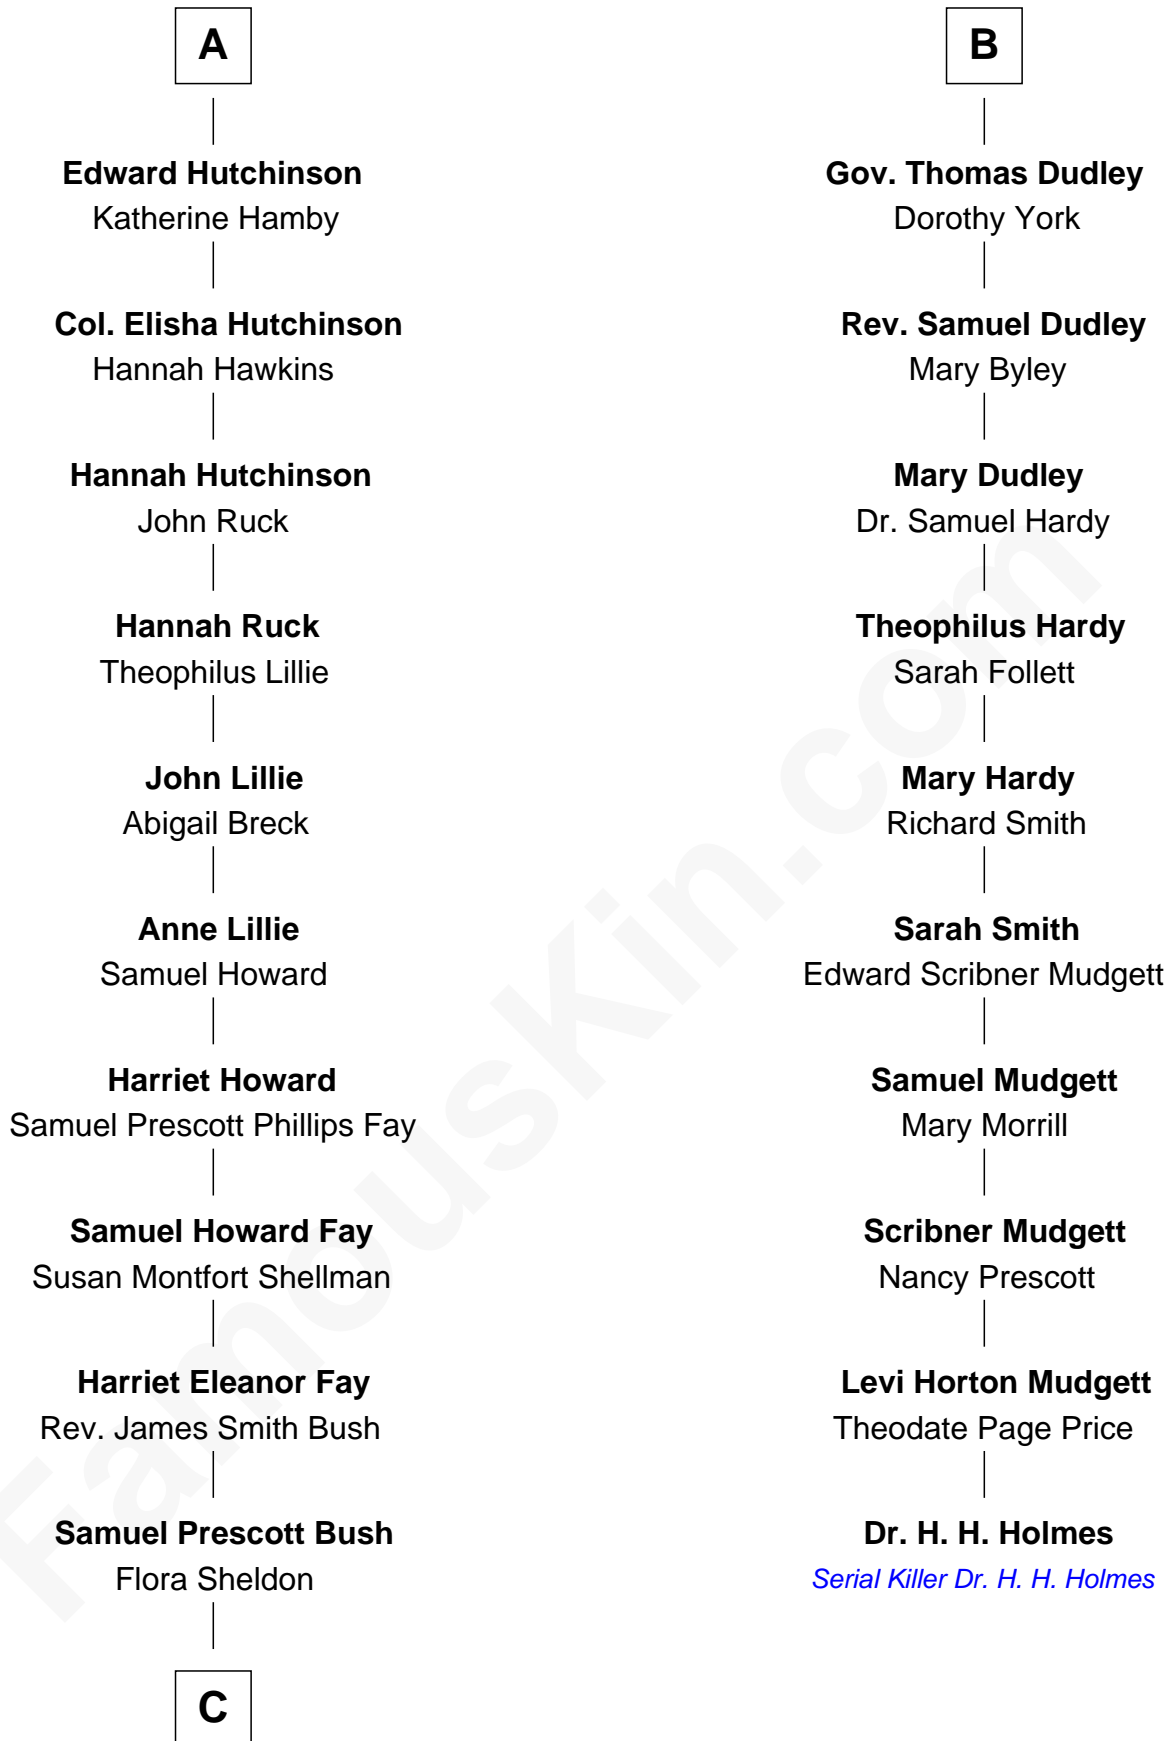 A
Edward Hutchinson
Katherine Hamby
Col. Elisha Hutchinson
Hannah Hawkins
Hannah Hutchinson
John Ruck
Hannah Ruck
Theophilus Lillie
John Lillie
Abigail Breck
Anne Lillie
Samuel Howard
Harriet Howard
Samuel Prescott Phillips Fay
Samuel Howard Fay
Susan Montfort Shellman
Harriet Eleanor Fay
Rev. James Smith Bush
Samuel Prescott Bush
Flora Sheldon
C
B
Gov. Thomas Dudley
Dorothy York
Rev. Samuel Dudley
Mary Byley
Mary Dudley
Dr. Samuel Hardy
Theophilus Hardy
Sarah Follett
Mary Hardy
Richard Smith
Sarah Smith
Edward Scribner Mudgett
Samuel Mudgett
Mary Morrill
Scribner Mudgett
Nancy Prescott
Levi Horton Mudgett
Theodate Page Price
Dr. H. H. Holmes
Serial Killer Dr. H. H. Holmes
FamousKin.com